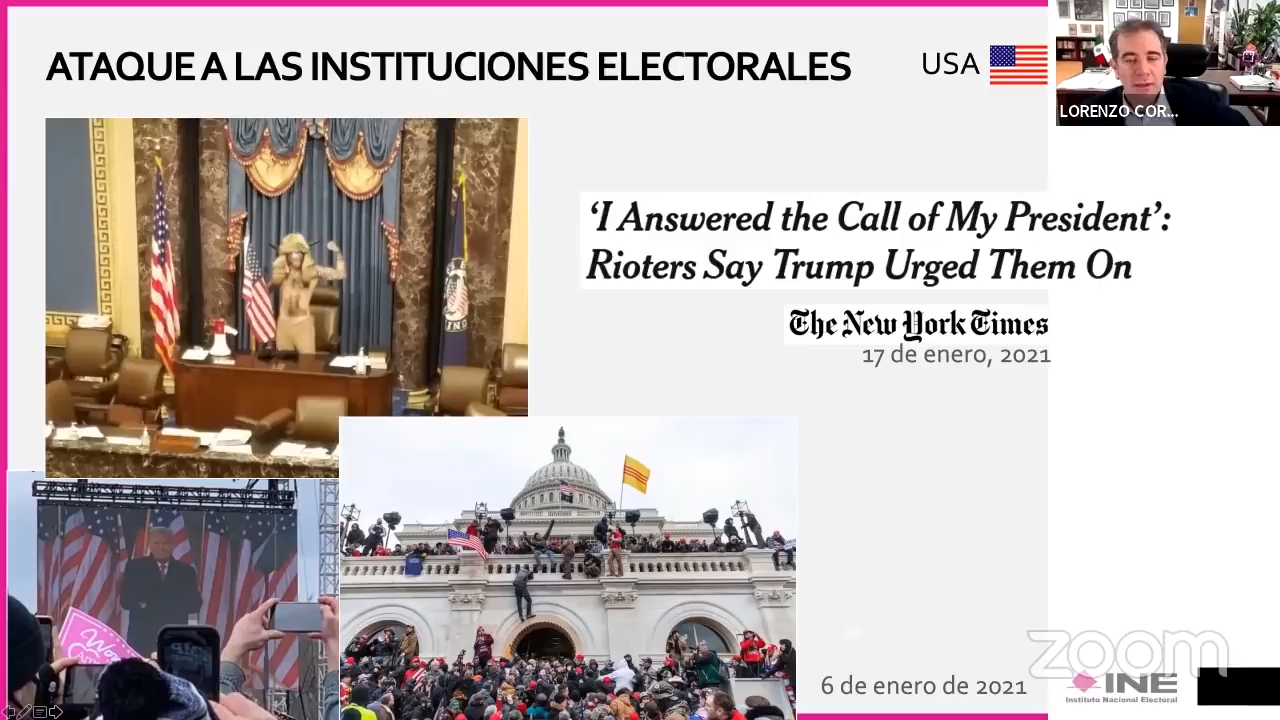 ATAQUE A LAS INSTITUCIONES ELECTORALES
USA
LORENZO COR...
‘I Answered the Call of My President’:
Rioters Say Trump Urged Them On
The New York Times
17 de enero, 2021
6 de enero de 2021
zoom
INE
Instituto Nacional Electoral